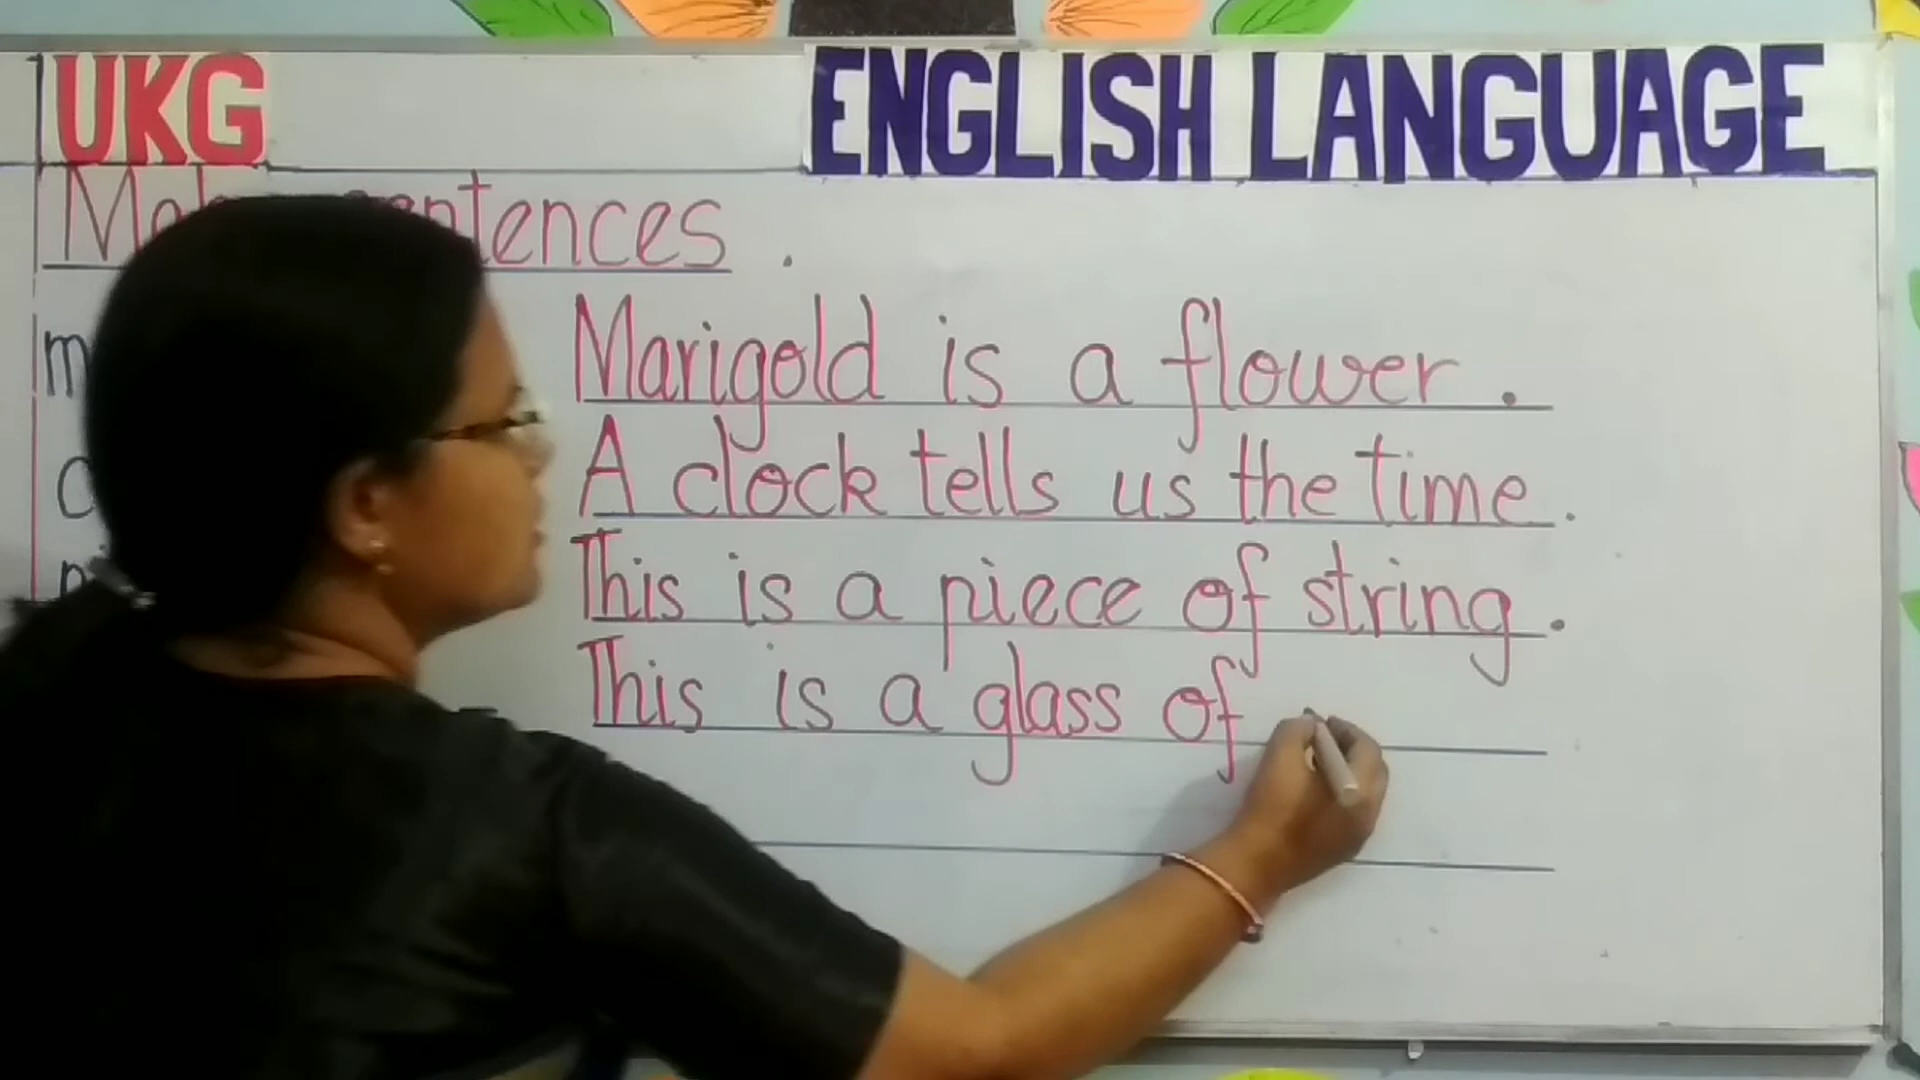 UKG ENGLISH LANGUAGE
sentences .
Marigold is a flower .
A clock tells us the time .
This is a piece of string .
This is a glass of